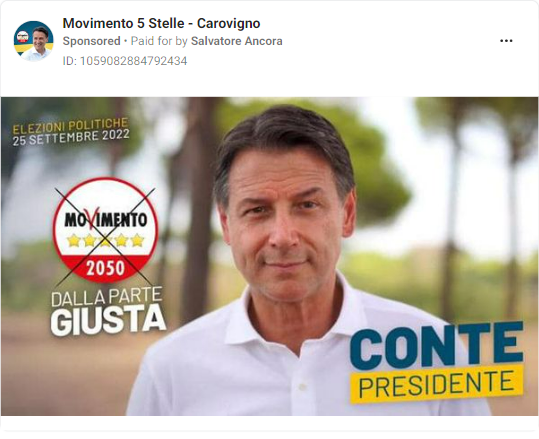 Movimento 5 Stelle - Carovigno
Sponsored • Paid for by Salvatore Ancora
ID: 1059082884792434
ELEZIONI POLITICHE
25 SETTEMBRE 2022
MOVIMENTO
2050
DALLA PARTE
GIUSTA
CONTE
PRESIDENTE